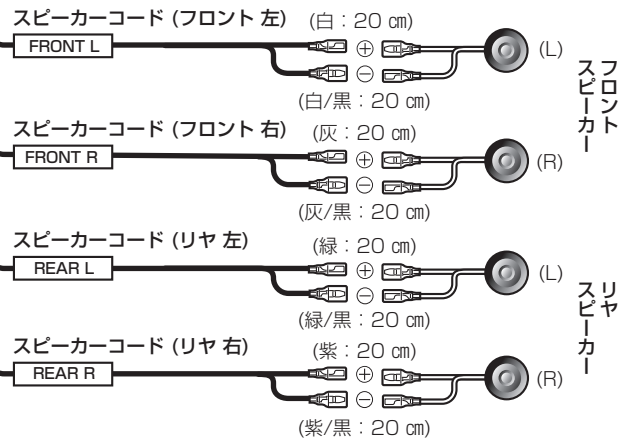 スピーカーコード (フロント 左)
(白：20 ㎝)
FRONT L
⊕
⊖
(L)
(白/黒：20 ㎝)
スピーカーコード (フロント 右)
(灰：20 ㎝)
FRONT R
⊕
⊖
(R)
(灰/黒：20 ㎝)
フロント
スピーカー
スピーカーコード (リヤ 左)
(緑：20 ㎝)
REAR L
⊕
⊖
(L)
(緑/黒：20 ㎝)
スピーカーコード (リヤ 右)
(紫：20 ㎝)
REAR R
⊕
⊖
(R)
(紫/黒：20 ㎝)
リヤ
スピーカー